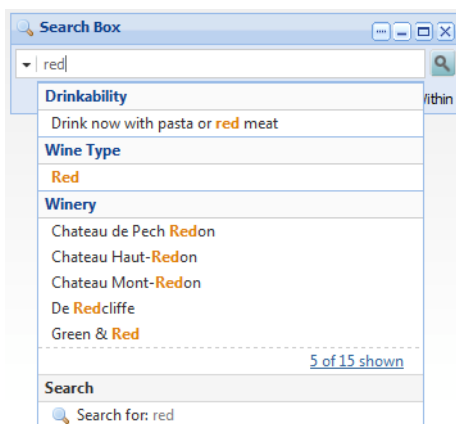 Search Box
red
Within
Drinkability
Drink now with pasta or red meat
Wine Type
Red
Winery
Chateau de Pech Redon
Chateau Haut-Redon
Chateau Mont-Redon
De Redcliffe
Green & Red
5 of 15 shown
Search
Search for: red